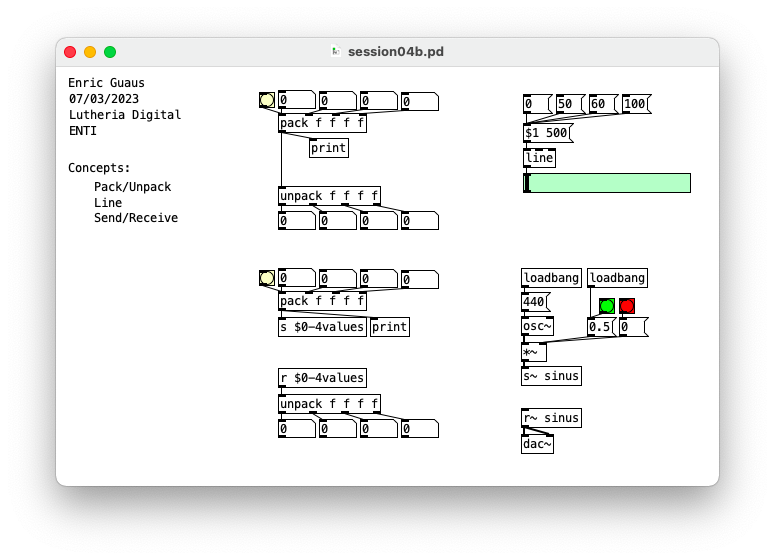 session04b.pd
Enric Guaus
07/03/2023
Lutheria Digital
ENTI
Concepts:
Pack/Unpack
Line
Send/Receive
0 0 0 0
pack f f f f
print
unpack f f f f
0 0 0 0
0 50 60 100
$1 500
line
0 0 0 0
pack f f f f
s $0-4values print
r $0-4values
unpack f f f f
0 0 0 0
loadbang loadbang
440
osc~ 0.5 0
*~
s~ sinus
r~ sinus
dac~